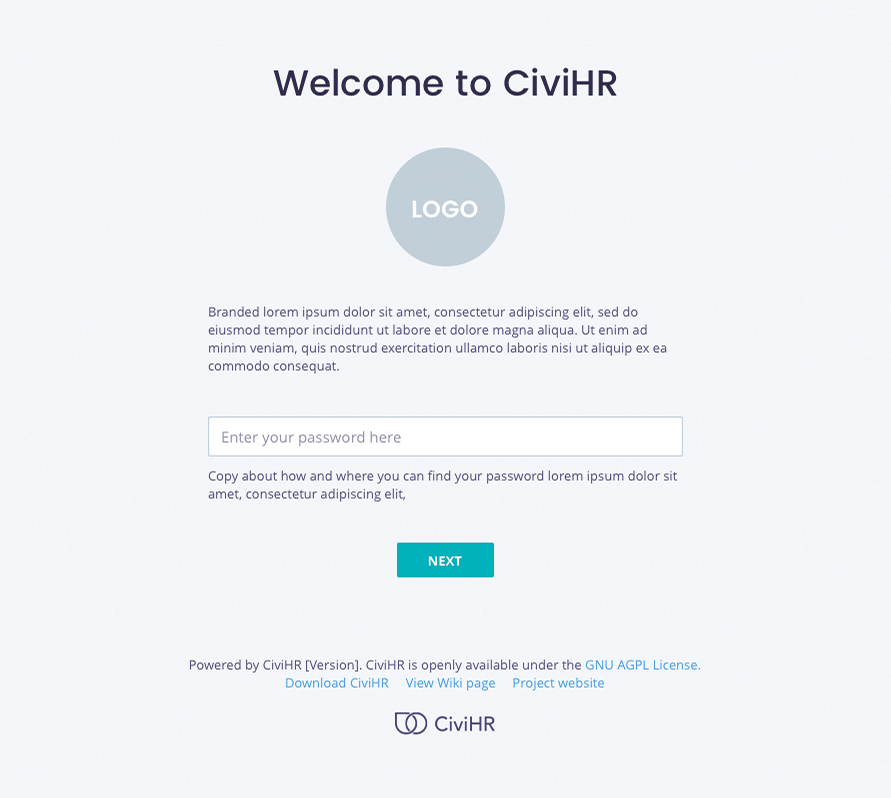 Welcome to CiviHR
LOGO
Branded lorem ipsum dolor sit amet, consectetur adipiscing elit, sed do
eiusmod tempor incididunt ut labore et dolore magna aliqua. Ut enim ad
minim veniam, quis nostrud exercitation ullamco laboris nisi ut aliquip ex ea
commodo consequat.
Enter your password here
Copy about how and where you can find your password lorem ipsum dolor sit
amet, consectetur adipiscing elit,
NEXT
Powered by CiviHR [Version]. CiviHR is openly available under the GNU AGPL License.
Download CiviHR View Wiki page Project website
CiviHR